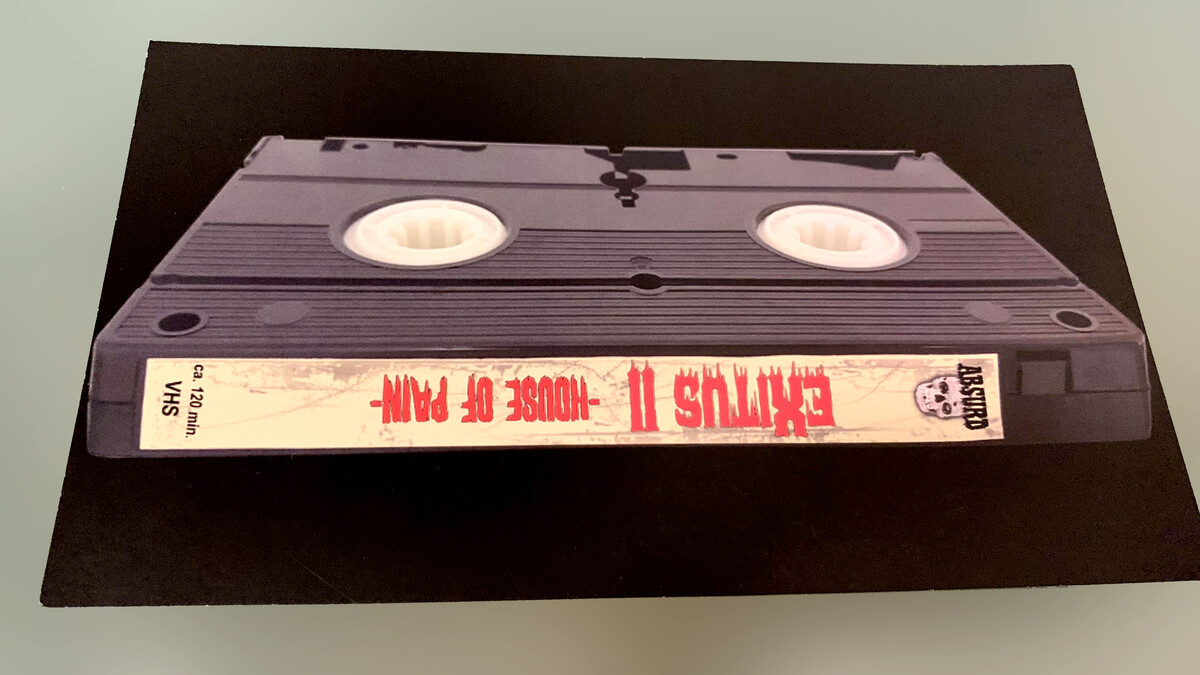 ABSURD
EXITUS II
-HOUSE OF PAIN-
ca. 120 min.
VHS